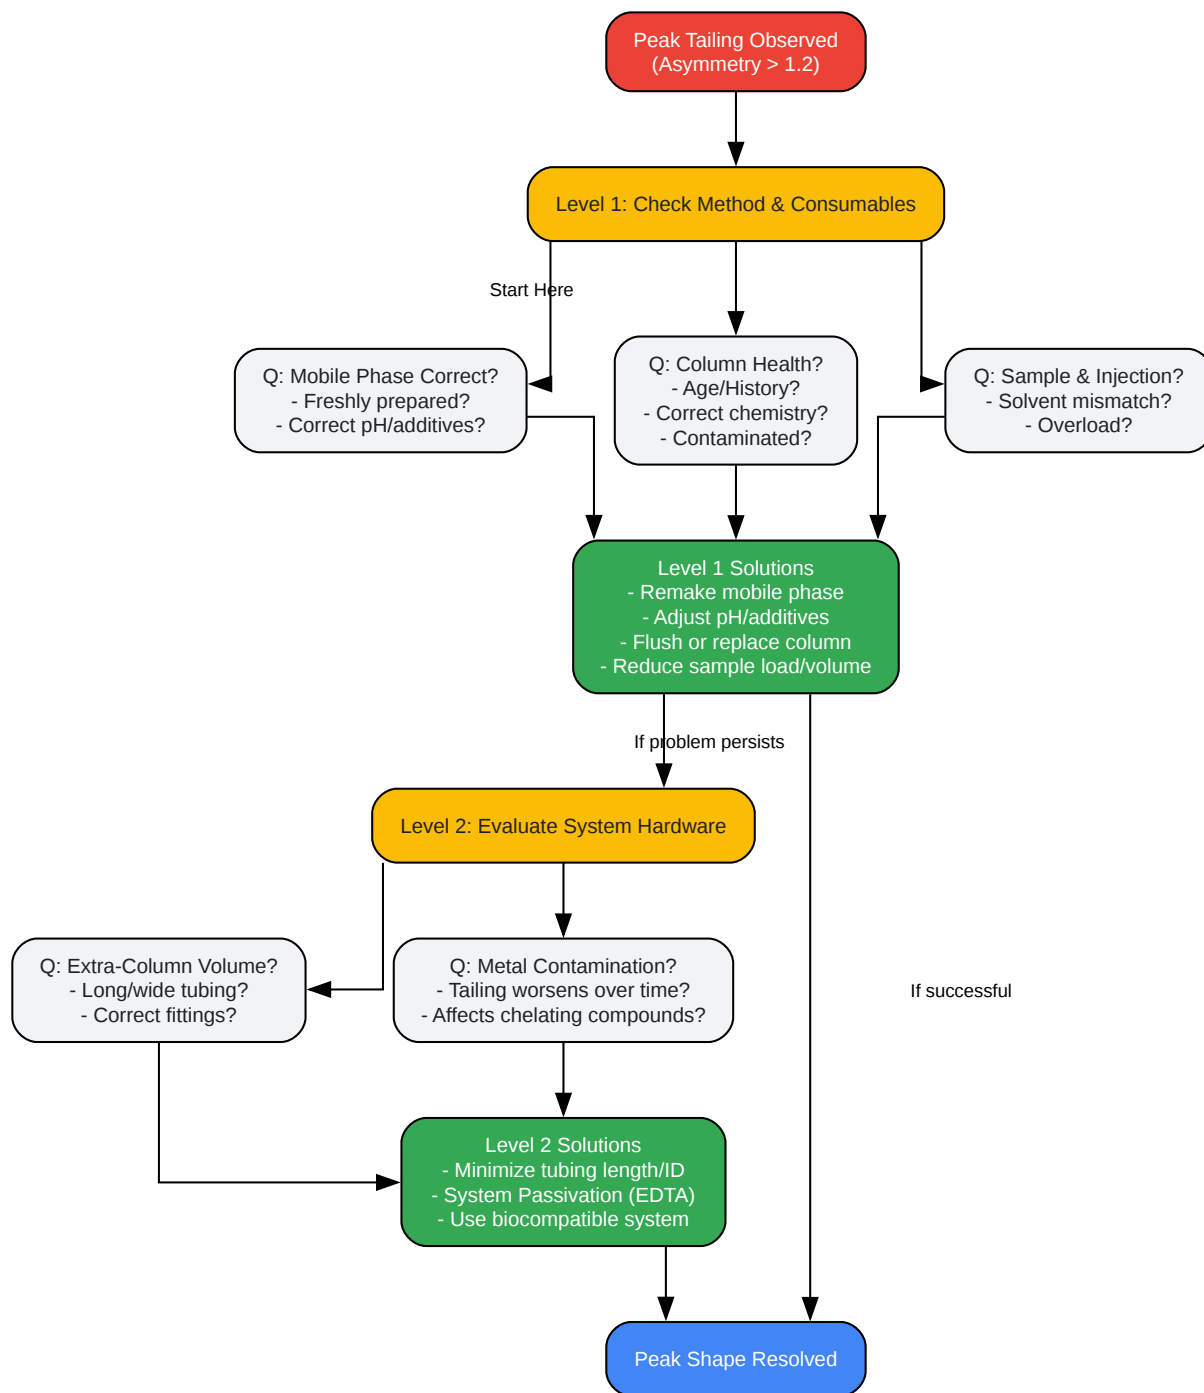 Peak Tailing Observed
(Asymmetry > 1.2)
Level 1: Check Method & Consumables
Start Here
Q: Mobile Phase Correct?
- Freshly prepared?
- Correct pH/additives?
Q: Column Health?
- Age/History?
- Correct chemistry?
- Contaminated?
Q: Sample & Injection?
- Solvent mismatch?
- Overload?
Level 1 Solutions
- Remake mobile phase
- Adjust pH/additives
- Flush or replace column
- Reduce sample load/volume
If problem persists
Level 2: Evaluate System Hardware
Q: Extra-Column Volume?
- Long/wide tubing?
- Correct fittings?
Q: Metal Contamination?
- Tailing worsens over time?
- Affects chelating compounds?
If successful
Level 2 Solutions
- Minimize tubing length/ID
- System Passivation (EDTA)
- Use biocompatible system
Peak Shape Resolved